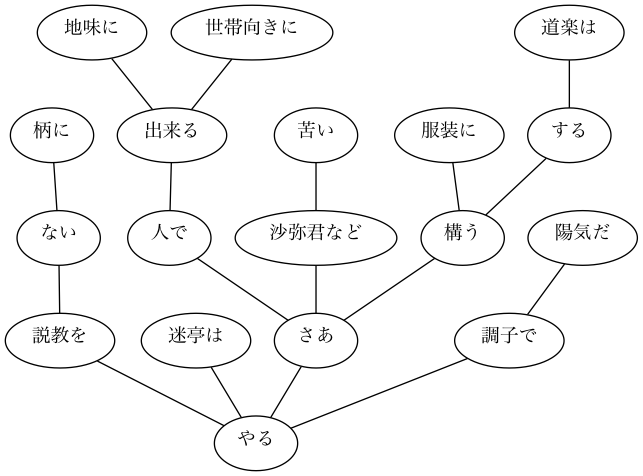 地味に 世帯向きに 道楽は
柄に 出来る 苦い 服装に する
ない 人で 沙弥君など 構う 陽気だ
説教を 迷亭は さあ 調子で
やる